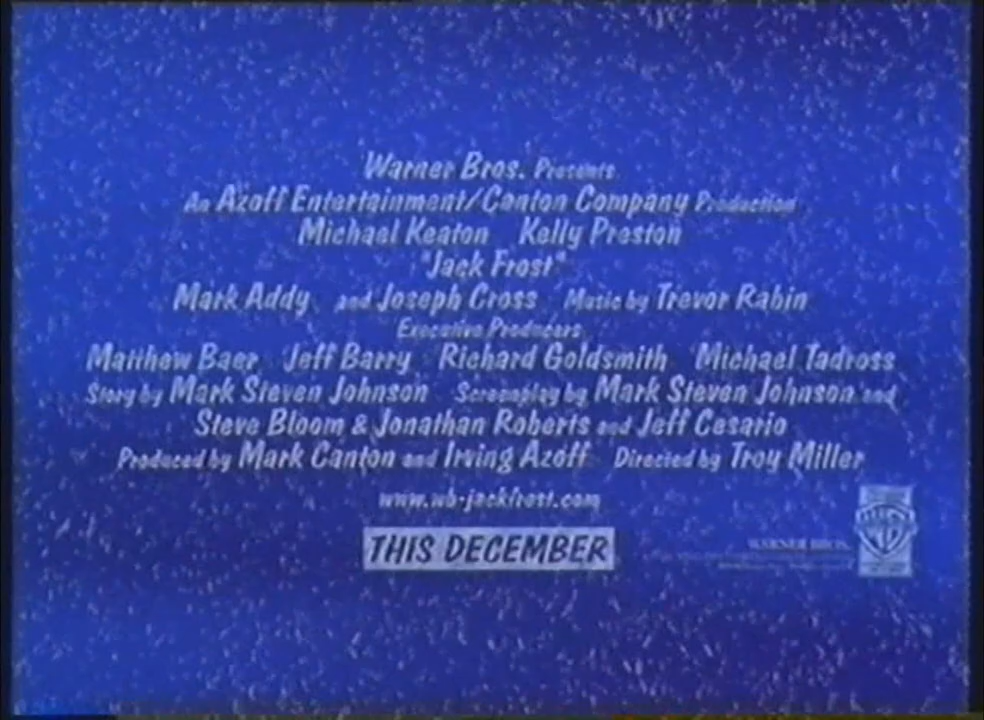 Warner Bros. Presents
An Azoff Entertainment/Canton Company Production
Michael Keaton Kelly Preston
"Jack Frost"
Mark Addy and Joseph Cross Music by Trevor Rabin
Executive Producers
Matthew Baer Jeff Barry Richard Goldsmith Michael Tadross
Story by Mark Steven Johnson Screenplay by Mark Steven Johnson and
Steve Bloom & Jonathan Roberts and Jeff Cesario
Produced by Mark Canton and Irving Azoff Directed by Troy Miller
www.wb-jackfrost.com
THIS DECEMBER
WARNER BROS.
WB